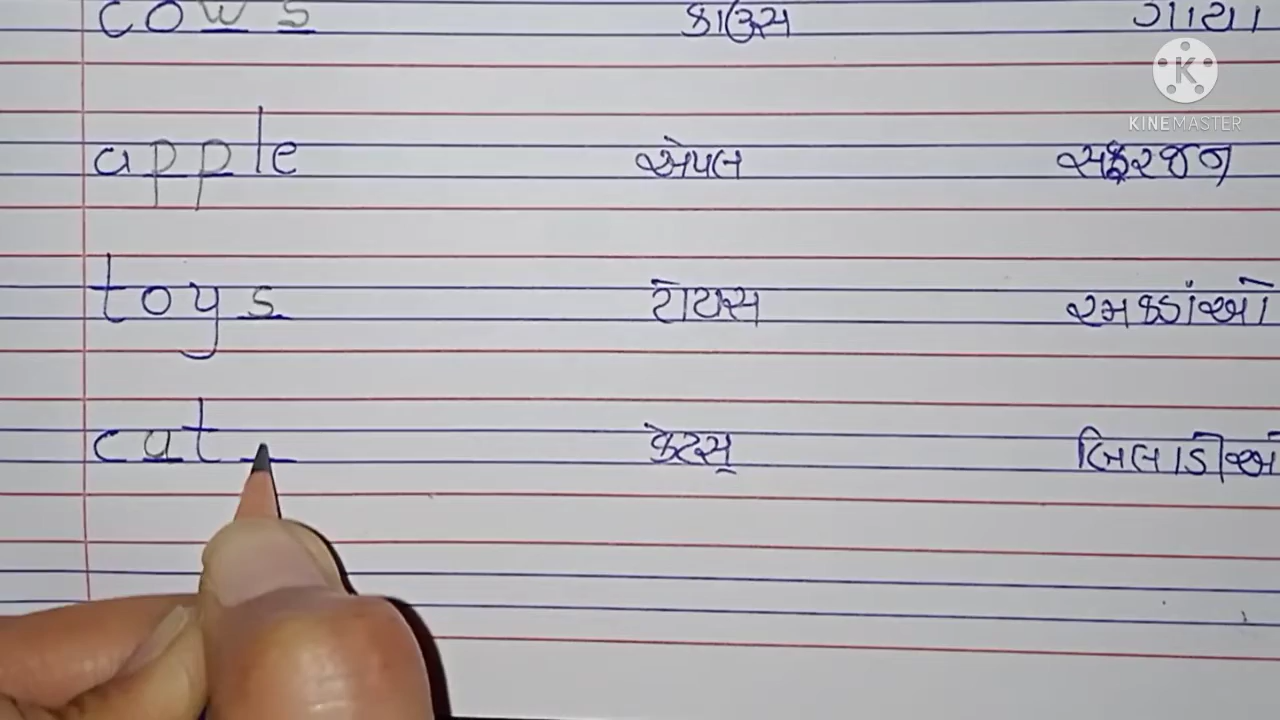 cows કાઉસ ગાયો
KINEMASTER
apple એપલ સફરજન
toys ટોયસ રમકડાંઓ
cat કેટસ્ બિલાડીઓ